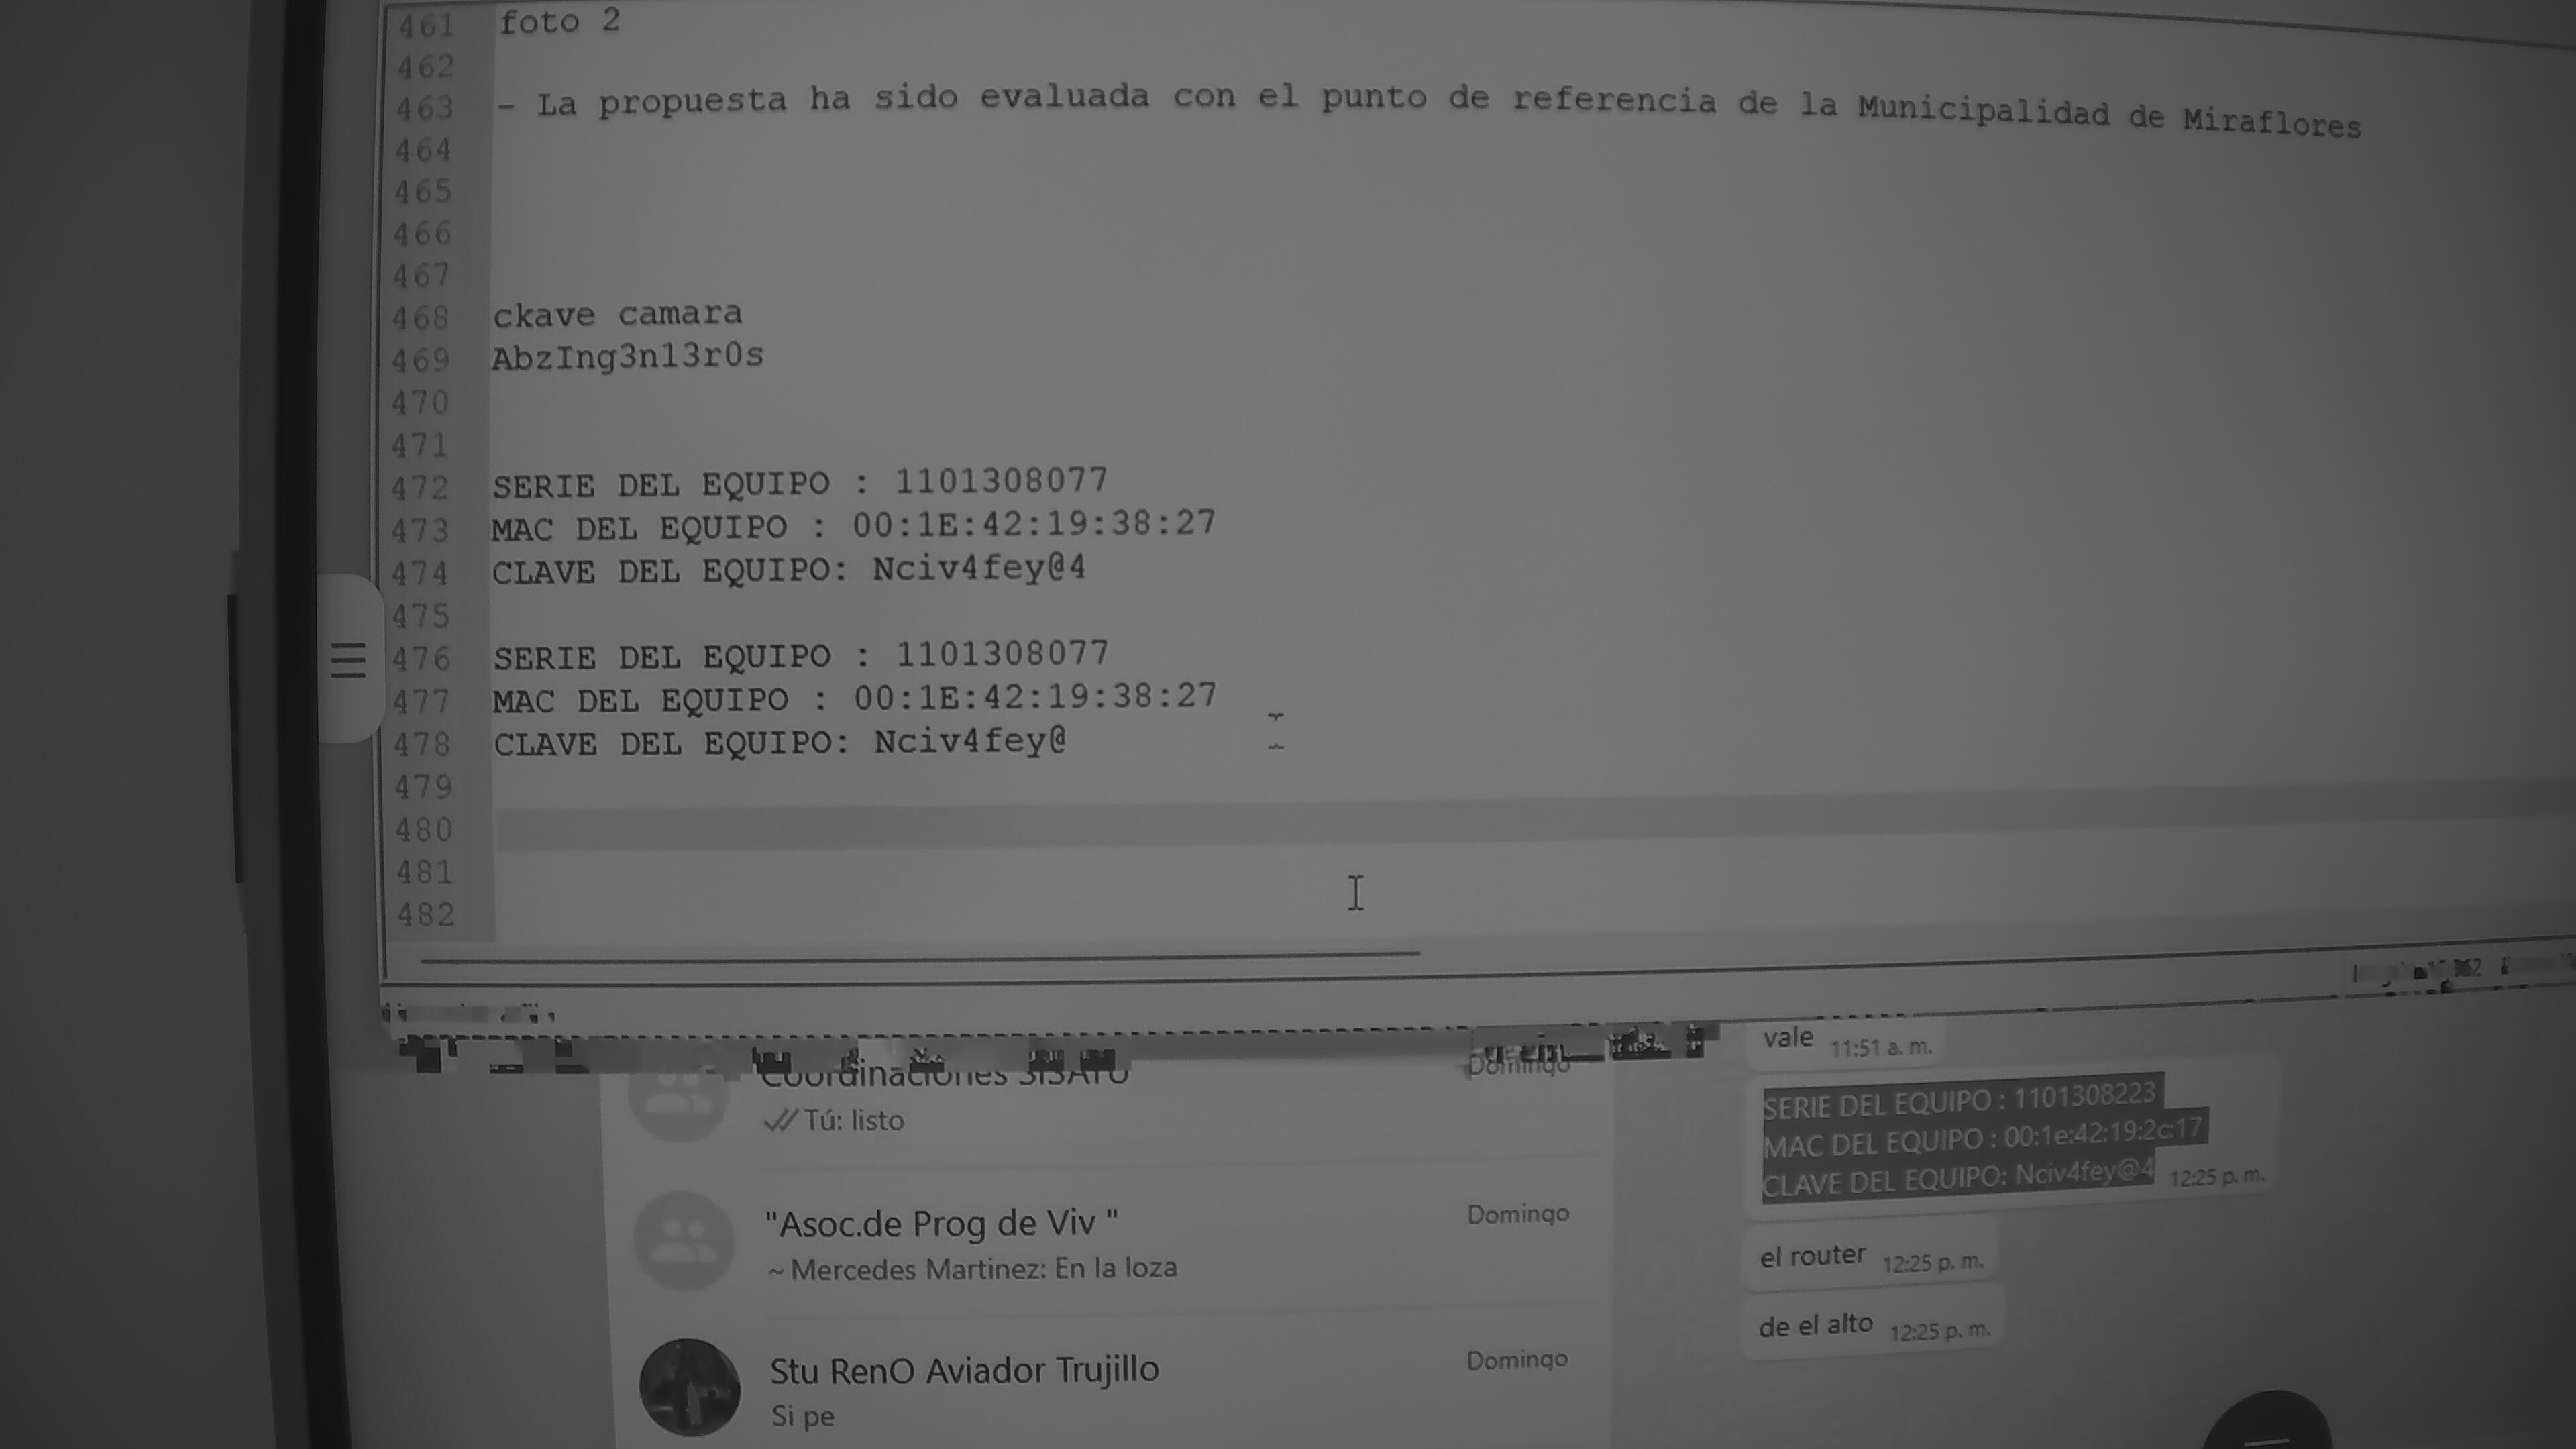 461 foto 2
462
463 - La propuesta ha sido evaluada con el punto de referencia de la Municipalidad de Miraflores
464
465
466
467
468 ckave camara
469 AbzIng3n13r0s
470
471
472 SERIE DEL EQUIPO : 1101308077
473 MAC DEL EQUIPO : 00:1E:42:19:38:27
474 CLAVE DEL EQUIPO: Nciv4fey@4
475
476 SERIE DEL EQUIPO : 1101308077
477 MAC DEL EQUIPO : 00:1E:42:19:38:27
478 CLAVE DEL EQUIPO: Nciv4fey@
479
480
481
482
Coordinaciones SISATU Domingo
Tú: listo
"Asoc.de Prog de Viv " Domingo
~ Mercedes Martinez: En la loza
Stu RenO Aviador Trujillo Domingo
Si pe
vale 11:51 a. m.
SERIE DEL EQUIPO : 1101308223
MAC DEL EQUIPO : 00:1e:42:19:2c:17
CLAVE DEL EQUIPO: Nciv4fey@4 12:25 p. m.
el router 12:25 p. m.
de el alto 12:25 p. m.